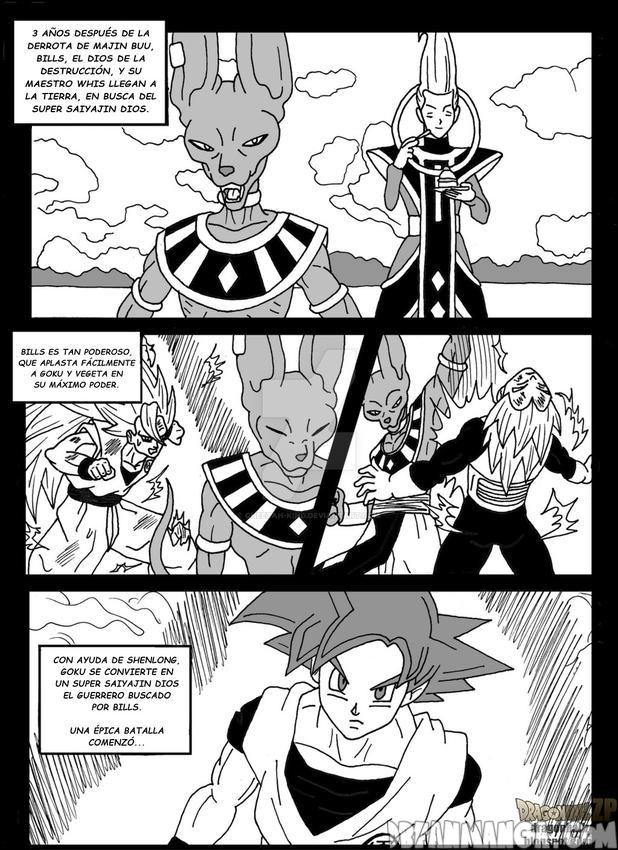 3 AÑOS DESPUÉS DE LA
DERROTA DE MAJIN BUU,
BILLS, EL DIOS DE LA
DESTRUCCIÓN, Y SU
MAESTRO WHIS LLEGAN A
LA TIERRA, EN BUSCA DEL
SUPER SAIYAJIN DIOS.
BILLS ES TAN PODEROSO,
QUE APLASTA FÁCILMENTE
A GOKU Y VEGETA EN
SU MÁXIMO PODER.
CON AYUDA DE SHENLONG,
GOKU SE CONVIERTE EN
UN SUPER SAIYAJIN DIOS
EL GUERRERO BUSCADO
POR BILLS.
UNA ÉPICA BATALLA
COMENZÓ...